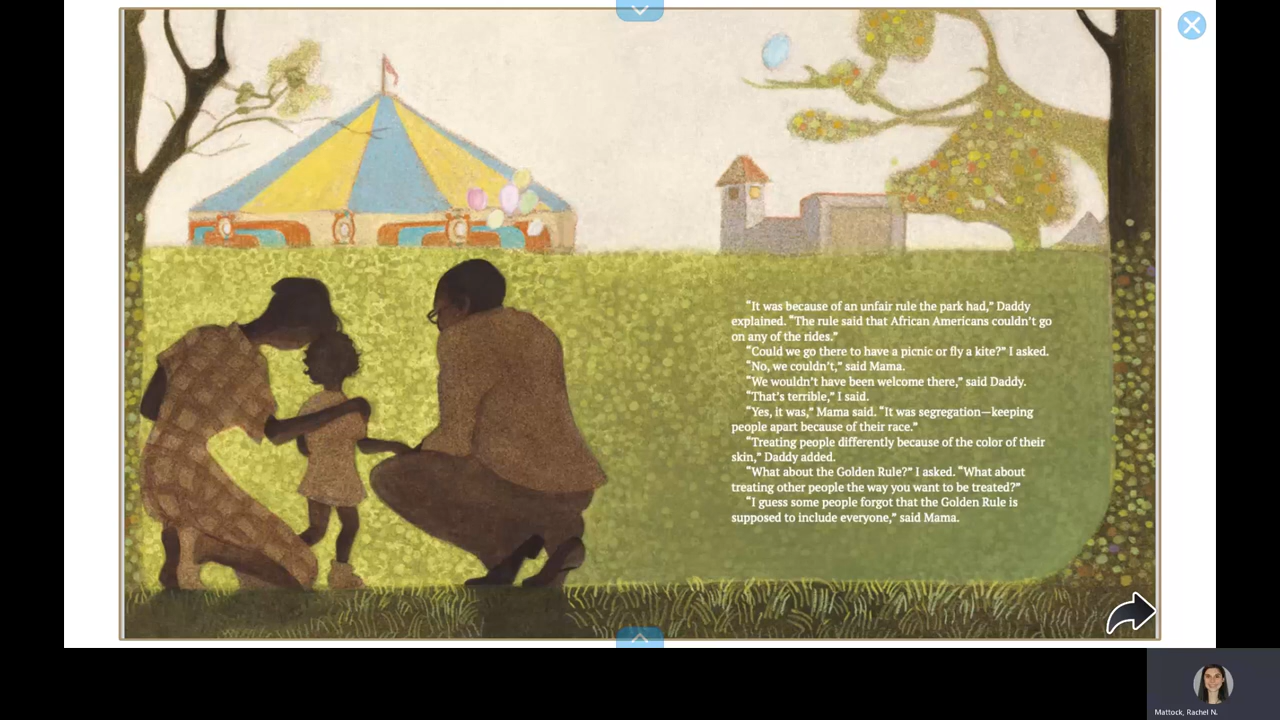 “It was because of an unfair rule the park had,” Daddy
explained. “The rule said that African Americans couldn’t go
on any of the rides.”
“Could we go there to have a picnic or fly a kite?” I asked.
“No, we couldn’t,” said Mama.
“We wouldn’t have been welcome there,” said Daddy.
“That’s terrible,” I said.
“Yes, it was,” Mama said. “It was segregation—keeping
people apart because of their race.”
“Treating people differently because of the color of their
skin,” Daddy added.
“What about the Golden Rule?” I asked. “What about
treating other people the way you want to be treated?”
“I guess some people forgot that the Golden Rule is
supposed to include everyone,” said Mama.
Mattock, Rachel N.